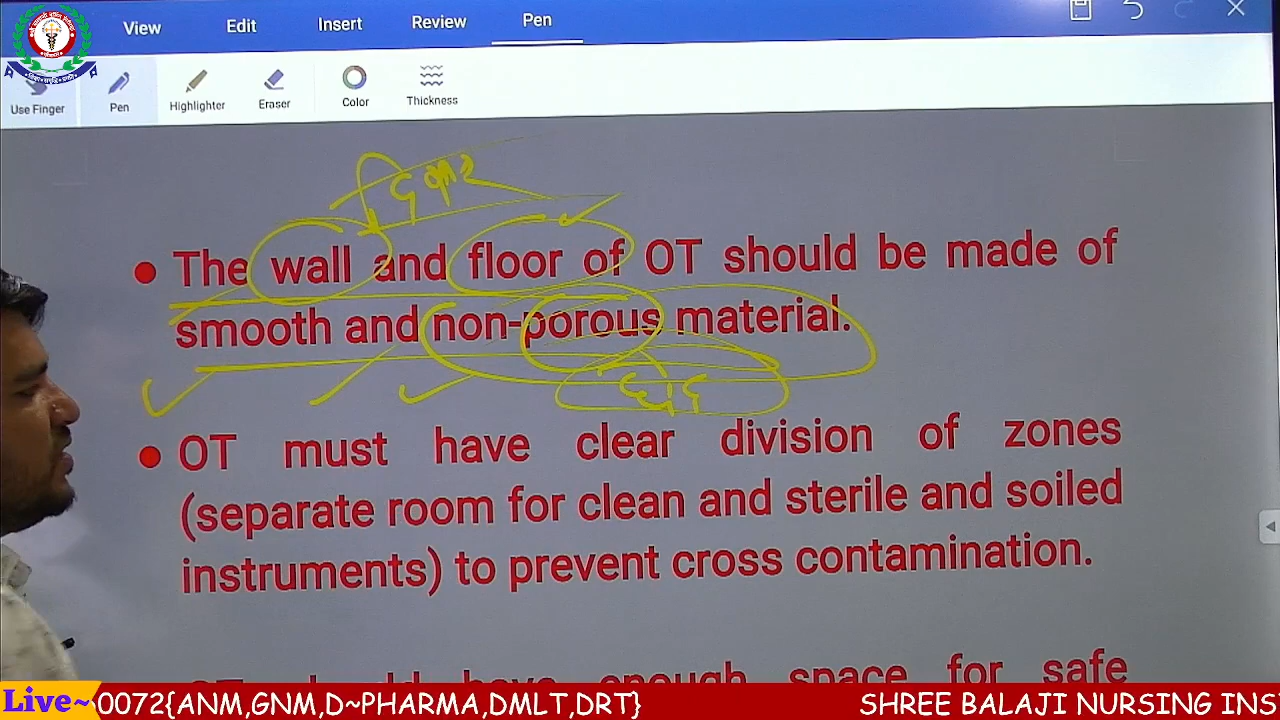 View Edit Insert Review Pen
Use Finger Pen Highlighter Eraser Color Thickness
The wall and floor of OT should be made of
smooth and non-porous material.
OT must have clear division of zones
(separate room for clean and sterile and soiled
instruments) to prevent cross contamination.
space for safe
Live~ 0072{ANM,GNM,D~PHARMA,DMLT,DRT} SHREE BALAJI NURSING INS